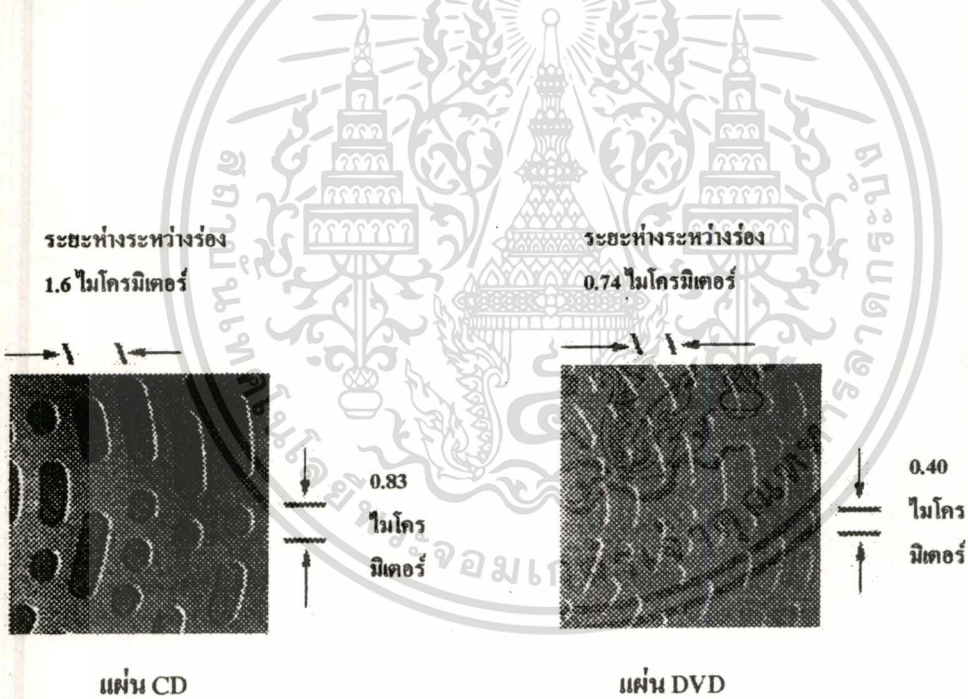 ระยะห่างระหว่างร่อง
1.6 ไมโครมิเตอร์
0.83
ไมโคร
มิเตอร์
แผ่น CD
ระยะห่างระหว่างร่อง
0.74 ไมโครมิเตอร์
0.40
ไมโคร
มิเตอร์
แผ่น DVD